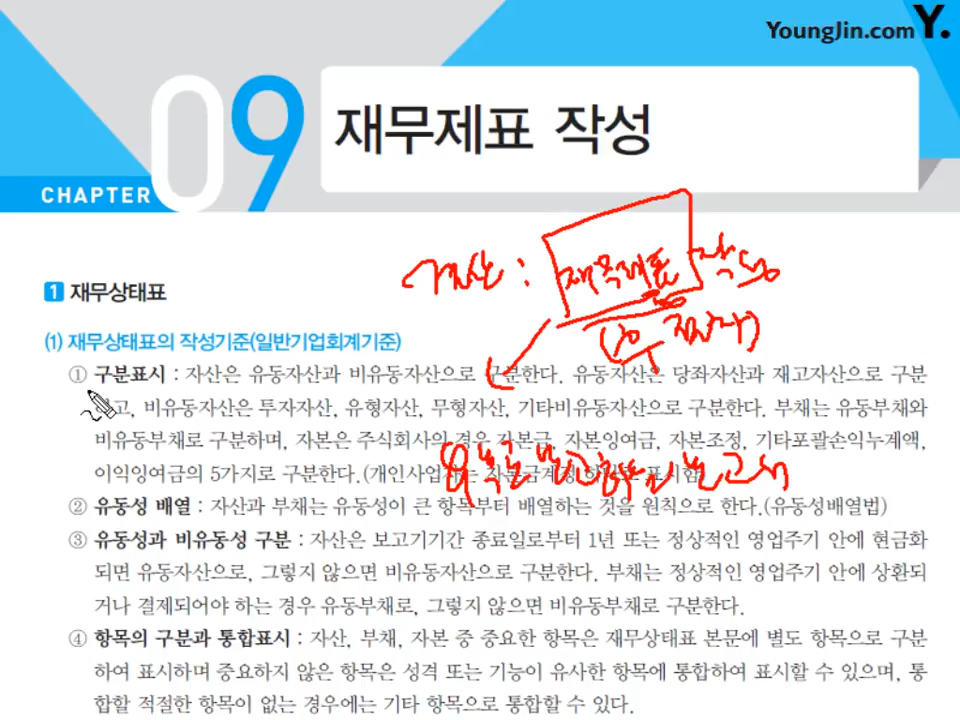 YoungJin.com Y.
CHAPTER 09 재무제표 작성
결산 : 재무제표 작성
1 재무상태표
(1) 재무상태표의 작성기준(일반기업회계기준)
① 구분표시 : 자산은 유동자산과 비유동자산으로 구분한다. 유동자산은 당좌자산과 재고자산으로 구분
고, 비유동자산은 투자자산, 유형자산, 무형자산, 기타비유동자산으로 구분한다. 부채는 유동부채와
비유동부채로 구분하며, 자본은 주식회사의 경우 자본금, 자본잉여금, 자본조정, 기타포괄손익누계액,
이익잉여금의 5가지로 구분한다.(개인사업자는 자본금계정 하나로 표시함)
보고서
② 유동성 배열 : 자산과 부채는 유동성이 큰 항목부터 배열하는 것을 원칙으로 한다.(유동성배열법)
③ 유동성과 비유동성 구분 : 자산은 보고기기간 종료일로부터 1년 또는 정상적인 영업주기 안에 현금화
되면 유동자산으로, 그렇지 않으면 비유동자산으로 구분한다. 부채는 정상적인 영업주기 안에 상환되
거나 결제되어야 하는 경우 유동부채로, 그렇지 않으면 비유동부채로 구분한다.
④ 항목의 구분과 통합표시 : 자산, 부채, 자본 중 중요한 항목은 재무상태표 본문에 별도 항목으로 구분
하여 표시하며 중요하지 않은 항목은 성격 또는 기능이 유사한 항목에 통합하여 표시할 수 있으며, 통
합할 적절한 항목이 없는 경우에는 기타 항목으로 통합할 수 있다.